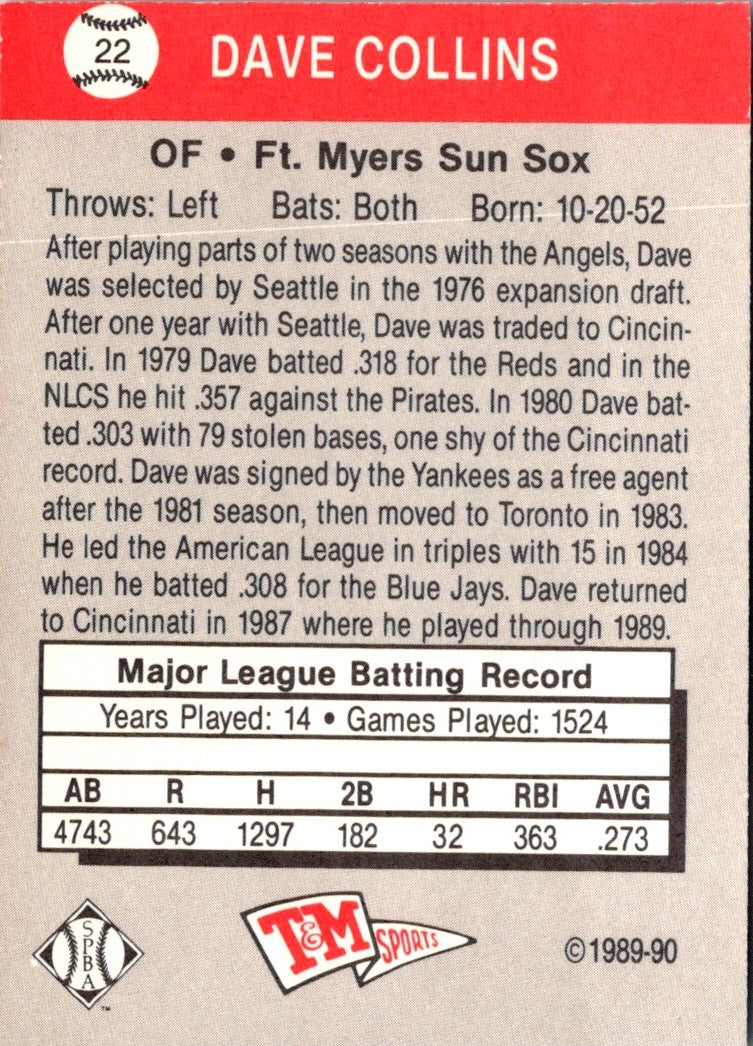 22
DAVE COLLINS
OF • Ft. Myers Sun Sox
Throws: Left Bats: Both Born: 10-20-52
After playing parts of two seasons with the Angels, Dave
was selected by Seattle in the 1976 expansion draft.
After one year with Seattle, Dave was traded to Cincin-
nati. In 1979 Dave batted .318 for the Reds and in the
NLCS he hit .357 against the Pirates. In 1980 Dave bat-
ted .303 with 79 stolen bases, one shy of the Cincinnati
record. Dave was signed by the Yankees as a free agent
after the 1981 season, then moved to Toronto in 1983.
He led the American League in triples with 15 in 1984
when he batted .308 for the Blue Jays. Dave returned
to Cincinnati in 1987 where he played through 1989.
Major League Batting Record
Years Played: 14 • Games Played: 1524
AB R H 2B HR RBI AVG
4743 643 1297 182 32 363 .273
SPBA
™
T&M SPORTS
©1989-90